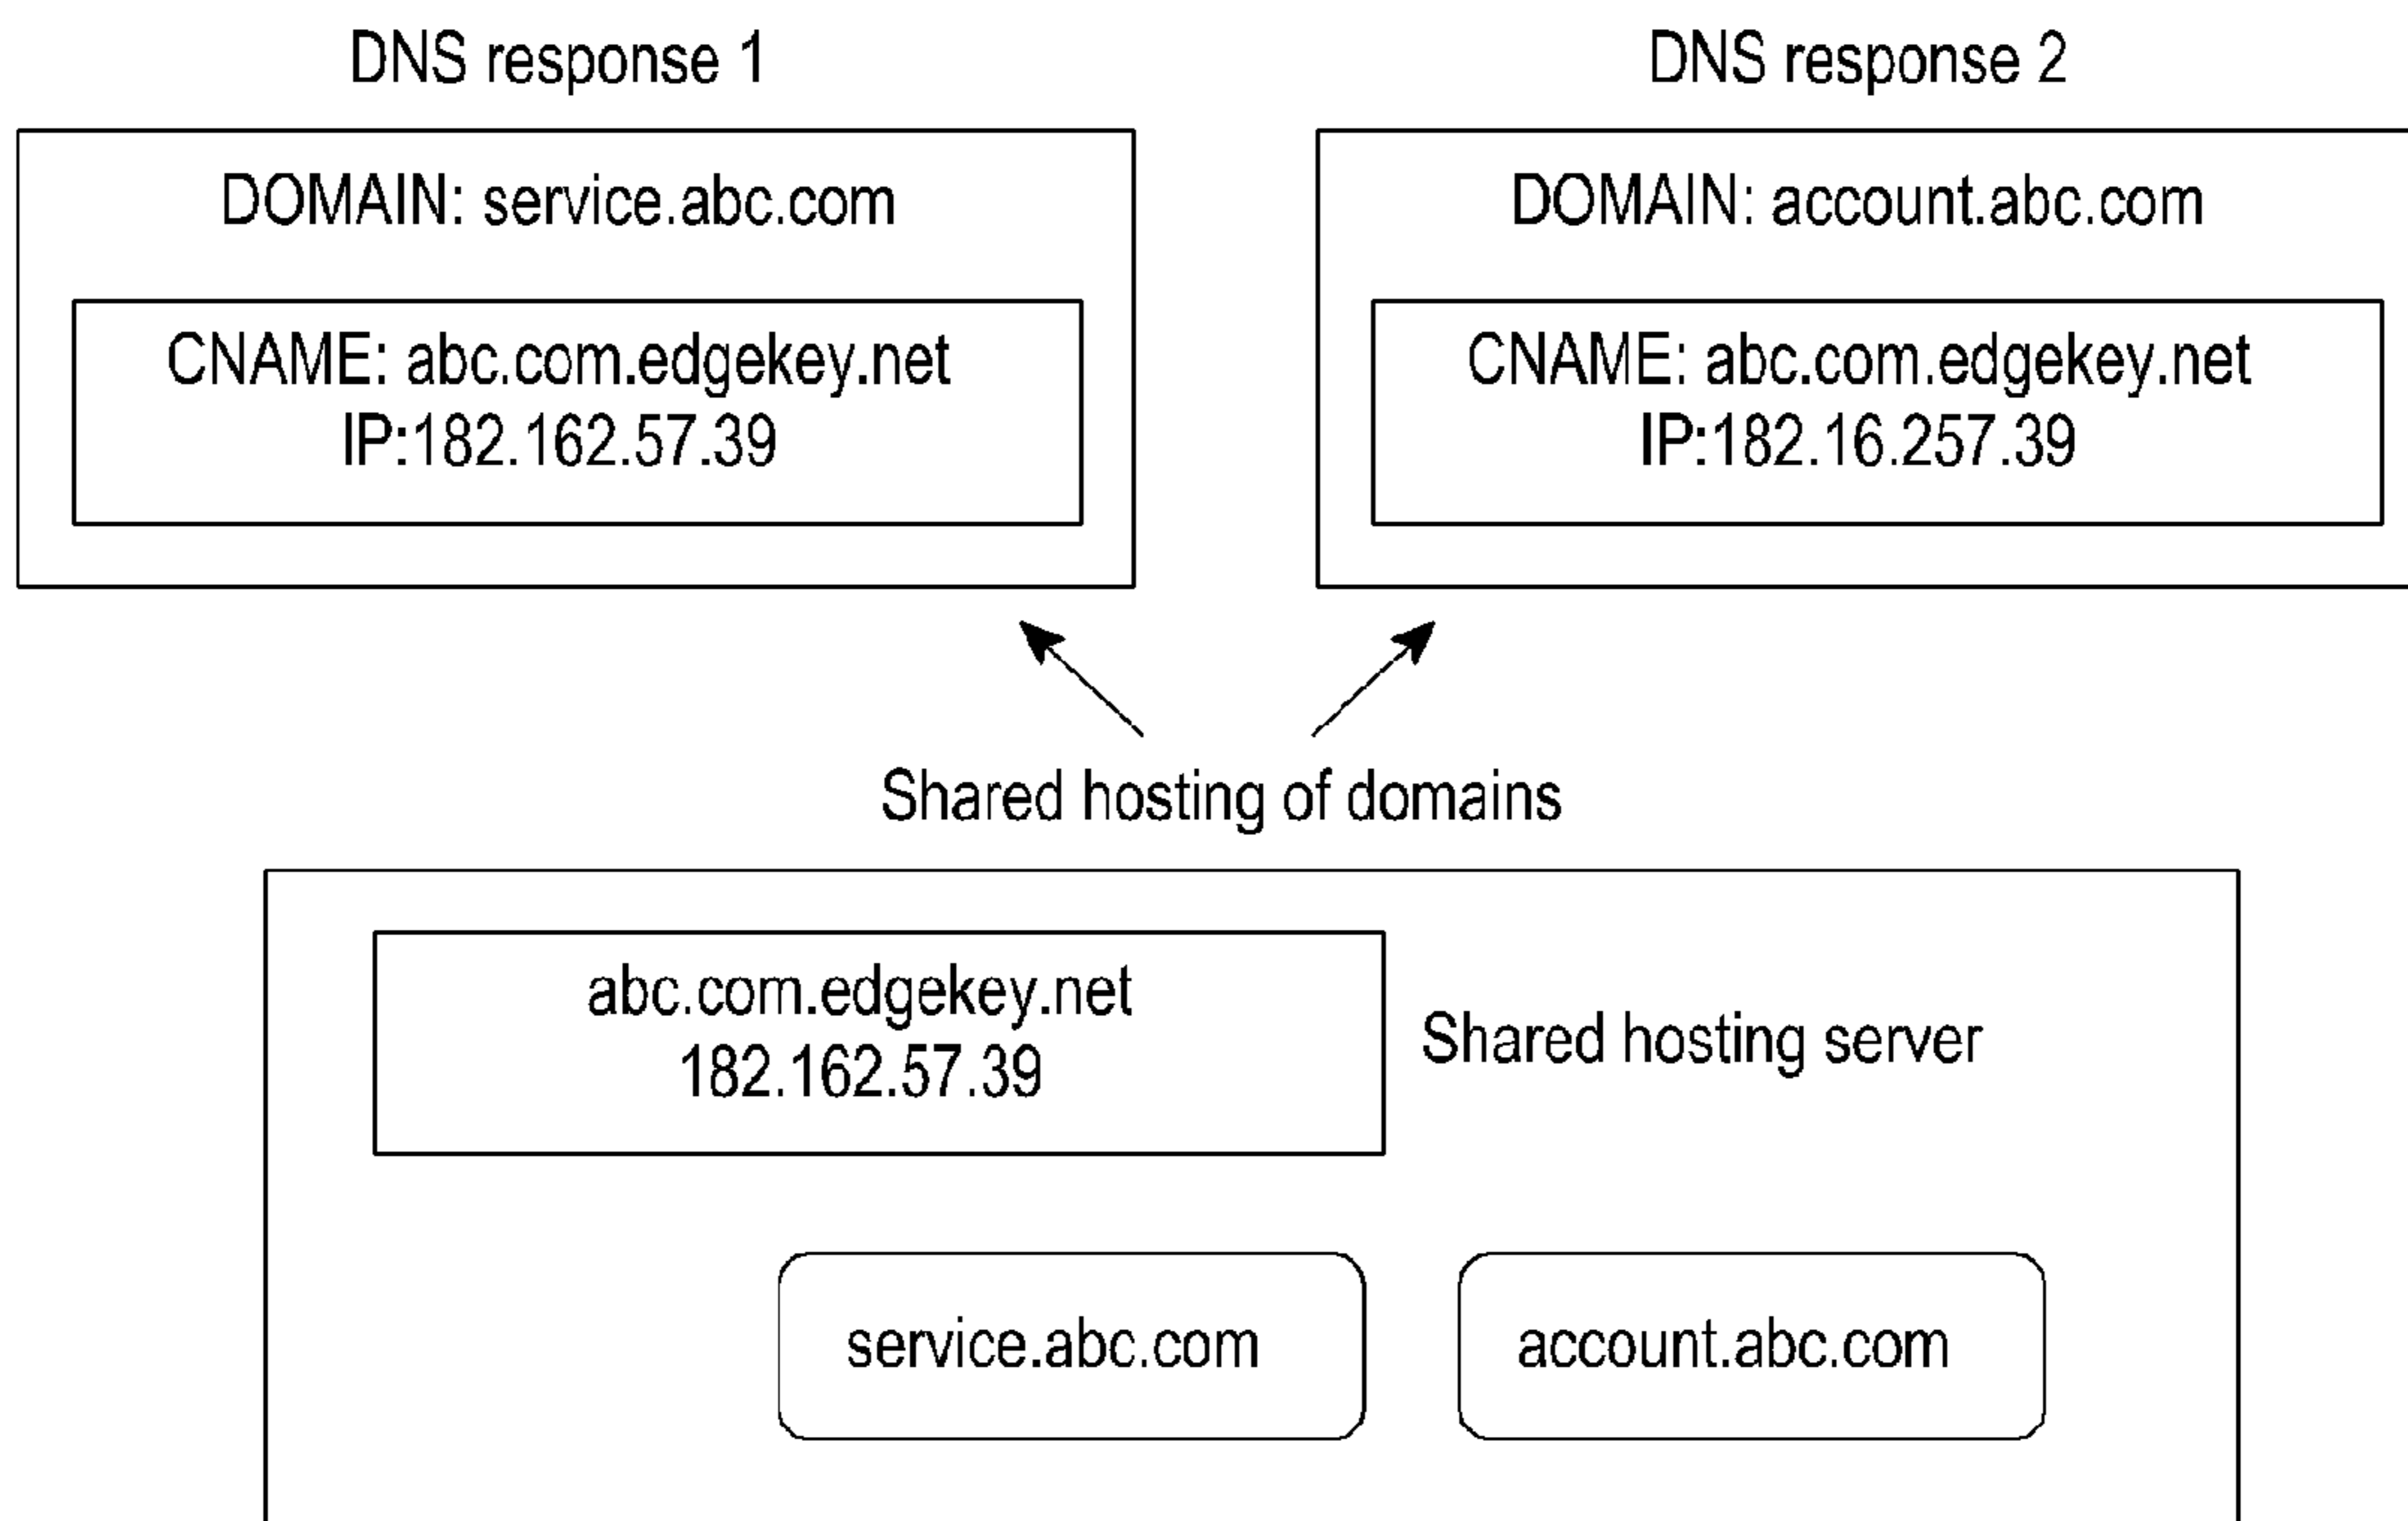 DNS response 1
DOMAIN: service.abc.com
CNAME: abc.com.edgekey.net
IP:182.162.57.39
DNS response 2
DOMAIN: account.abc.com
CNAME: abc.com.edgekey.net
IP:182.16.257.39
Shared hosting of domains
abc.com.edgekey.net
182.162.57.39
Shared hosting server
service.abc.com
account.abc.com